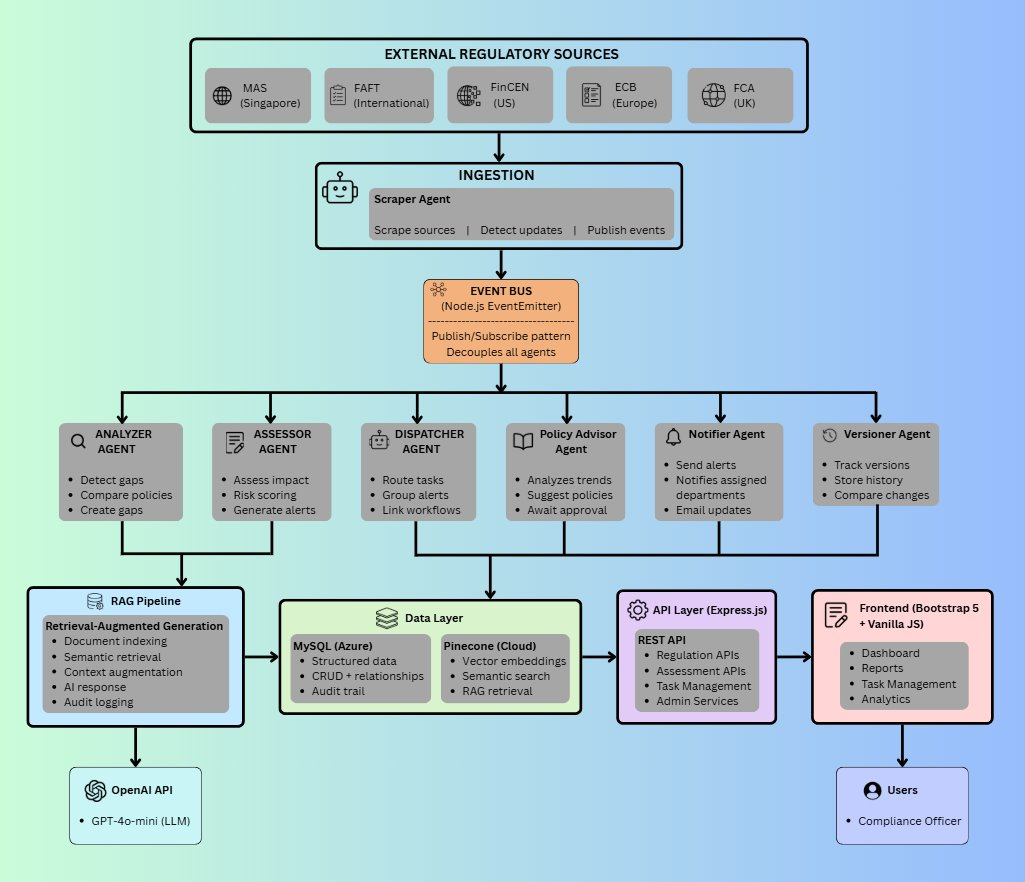 EXTERNAL REGULATORY SOURCES
MAS
(Singapore)
FAFT
(International)
FinCEN
(US)
ECB
(Europe)
FCA
(UK)
INGESTION
Scraper Agent
Scrape sources | Detect updates | Publish events
EVENT BUS
(Node.js EventEmitter)
Publish/Subscribe pattern
Decouples all agents
ANALYZER
AGENT
• Detect gaps
• Compare policies
• Create gaps
ASSESSOR
AGENT
• Assess impact
• Risk scoring
• Generate alerts
DISPATCHER
AGENT
• Route tasks
• Group alerts
• Link workflows
Policy Advisor
Agent
• Analyzes trends
• Suggest policies
• Await approval
Notifier Agent
• Send alerts
• Notifies assigned
departments
• Email updates
Versioner Agent
• Track versions
• Store history
• Compare changes
RAG Pipeline
Retrieval-Augmented Generation
• Document indexing
• Semantic retrieval
• Context augmentation
• AI response
• Audit logging
Data Layer
MySQL (Azure)
• Structured data
• CRUD + relationships
• Audit trail
Pinecone (Cloud)
• Vector embeddings
• Semantic search
• RAG retrieval
API Layer (Express.js)
REST API
• Regulation APIs
• Assessment APIs
• Task Management
• Admin Services
Frontend (Bootstrap 5
+ Vanilla JS)
• Dashboard
• Reports
• Task Management
• Analytics
OpenAI API
• GPT-4o-mini (LLM)
Users
• Compliance Officer